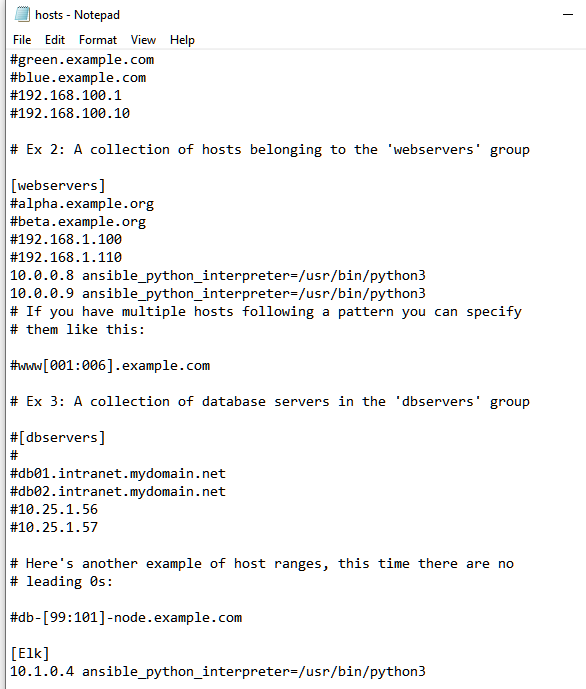 hosts - Notepad
File Edit Format View Help
#green.example.com
#blue.example.com
#192.168.100.1
#192.168.100.10

# Ex 2: A collection of hosts belonging to the 'webservers' group

[webservers]
#alpha.example.org
#beta.example.org
#192.168.1.100
#192.168.1.110
10.0.0.8 ansible_python_interpreter=/usr/bin/python3
10.0.0.9 ansible_python_interpreter=/usr/bin/python3
# If you have multiple hosts following a pattern you can specify
# them like this:

#www[001:006].example.com

# Ex 3: A collection of database servers in the 'dbservers' group

#[dbservers]
#
#db01.intranet.mydomain.net
#db02.intranet.mydomain.net
#10.25.1.56
#10.25.1.57

# Here's another example of host ranges, this time there are no
# leading 0s:

#db-[99:101]-node.example.com

[Elk]
10.1.0.4 ansible_python_interpreter=/usr/bin/python3